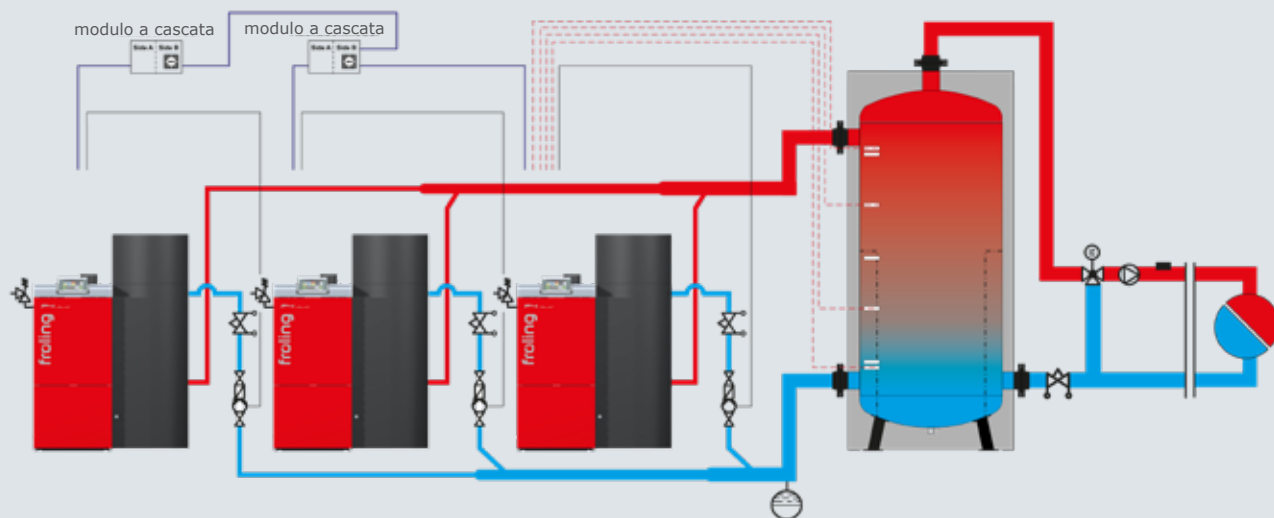 modulo a cascata
modulo a cascata
Side A Side B
Side A Side B
froling
froling
froling